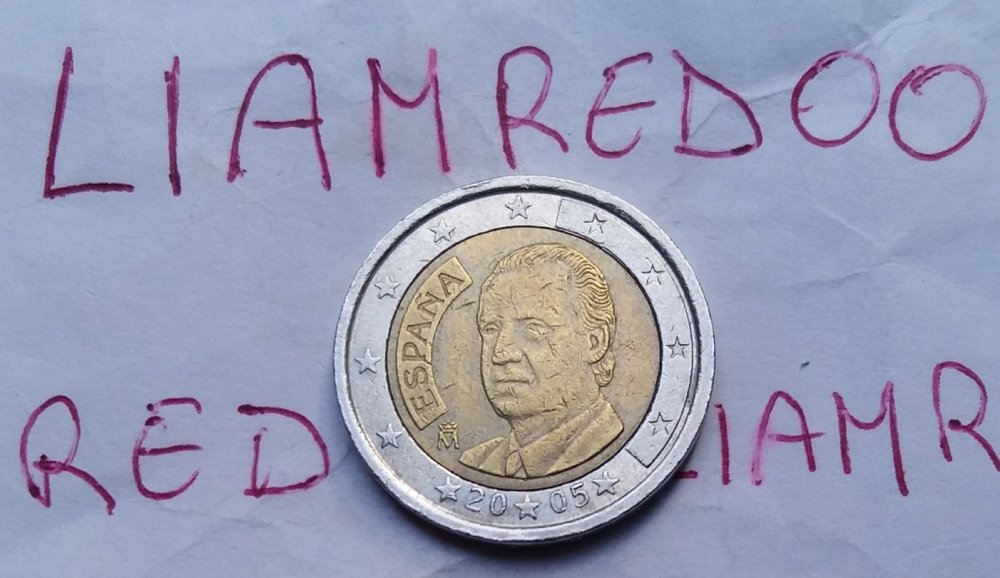 LIAMREDOO
ESPAÑA
M
RED LIAMR
2005